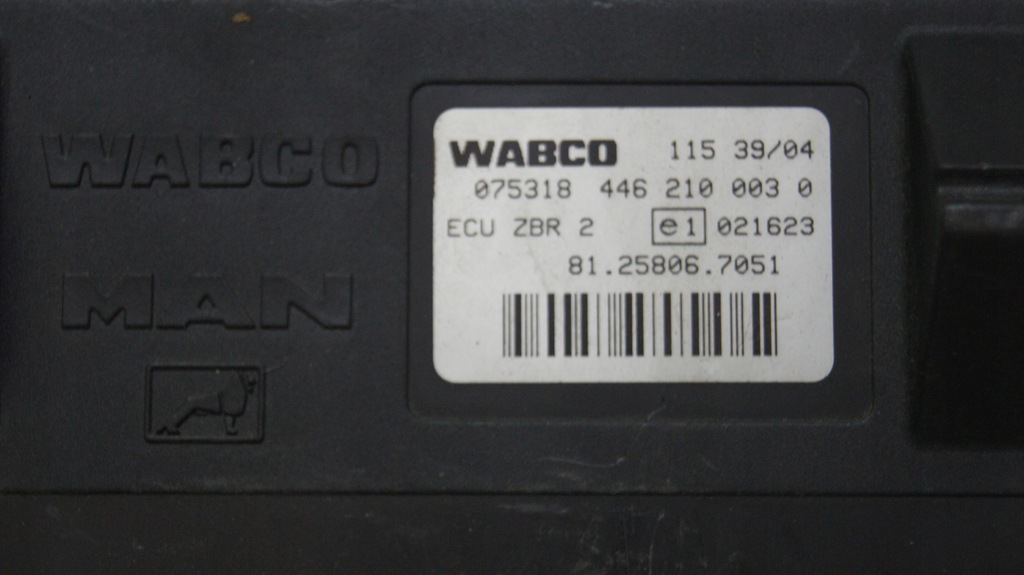 WABCO
MAN
WABCO 115 39/04
075318 446 210 003 0
ECU ZBR 2 e1 021623
81.25806.7051